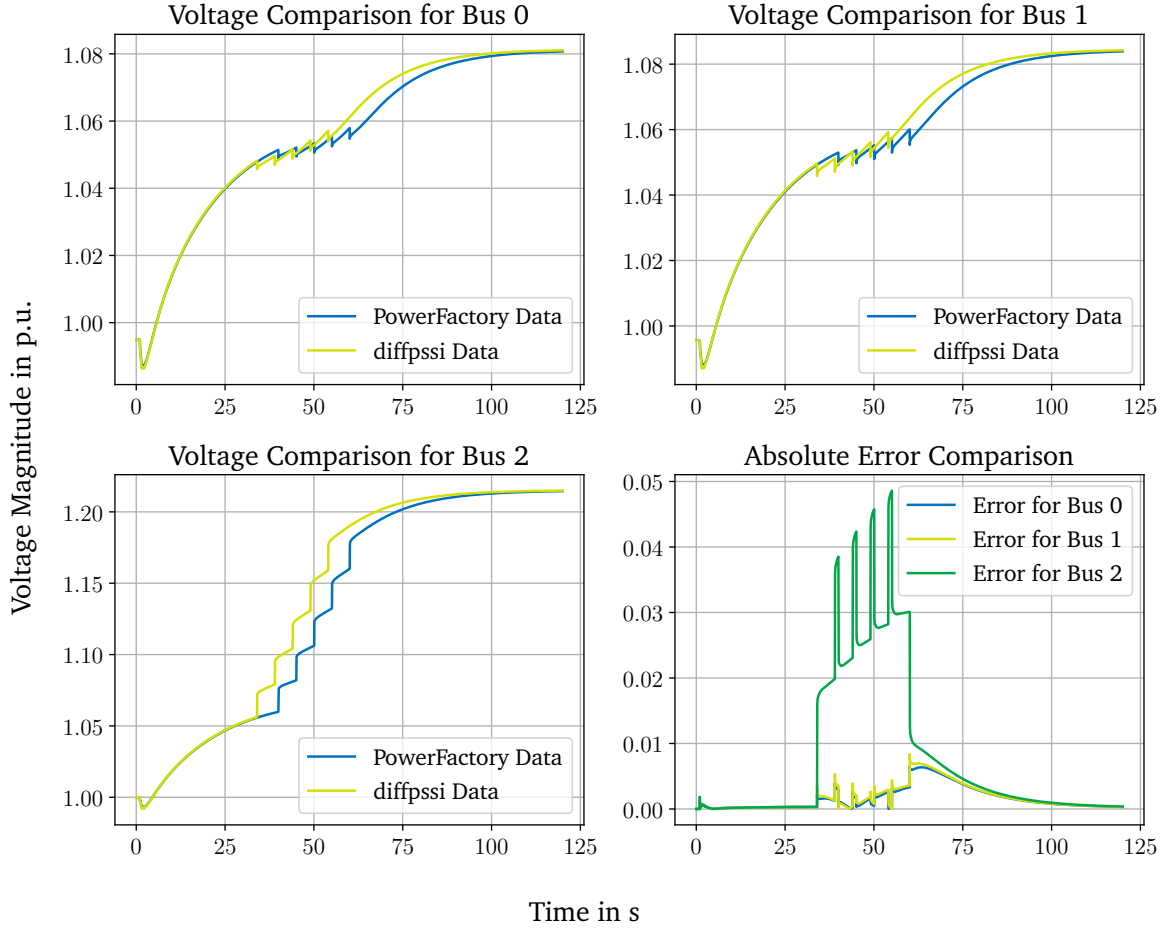 Voltage Comparison for Bus 0
Voltage Comparison for Bus 1
1.08
1.06
1.04
1.02
1.00
PowerFactory Data
diffpssi Data
0 25 50 75 100 125
1.08
1.06
1.04
1.02
1.00
PowerFactory Data
diffpssi Data
0 25 50 75 100 125
Voltage Magnitude in p.u.
Voltage Comparison for Bus 2
Absolute Error Comparison
1.20
1.15
1.10
1.05
1.00
PowerFactory Data
diffpssi Data
0 25 50 75 100 125
0.05
0.04
0.03
0.02
0.01
0.00
Error for Bus 0
Error for Bus 1
Error for Bus 2
0 25 50 75 100 125
Time in s